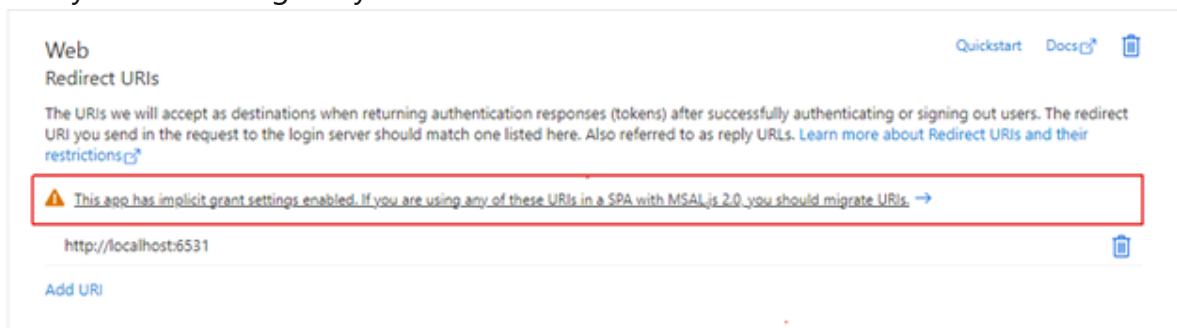 Web
Quickstart Docs
Redirect URIs
The URIs we will accept as destinations when returning authentication responses (tokens) after successfully authenticating or signing out users. The redirect
URI you send in the request to the login server should match one listed here. Also referred to as reply URLs. Learn more about Redirect URIs and their
restrictions
This app has implicit grant settings enabled. If you are using any of these URIs in a SPA with MSAL.js 2.0, you should migrate URIs.
http://localhost:6531
Add URI